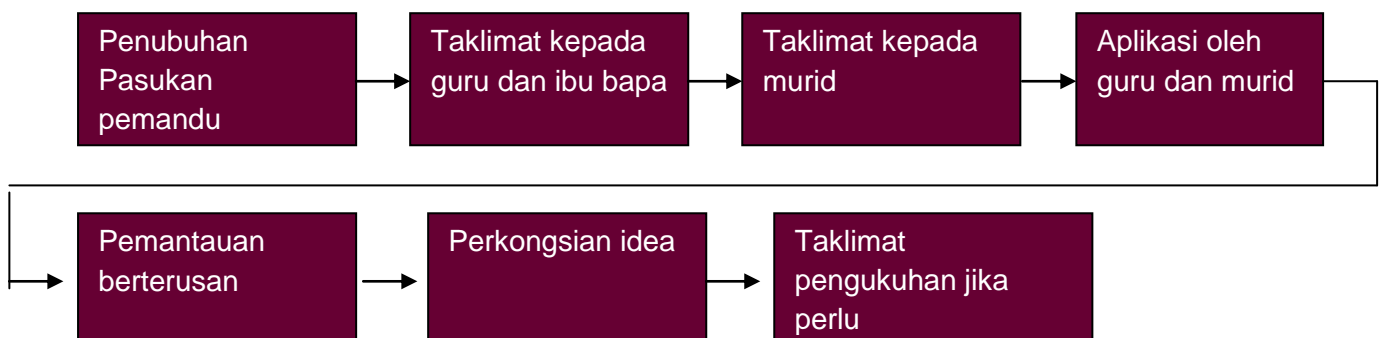 Penubuhan
Pasukan
pemandu
Taklimat kepada
guru dan ibu bapa
Taklimat kepada
murid
Aplikasi oleh
guru dan murid
Pemantauan
berterusan
Perkongsian idea
Taklimat
pengukuhan jika
perlu